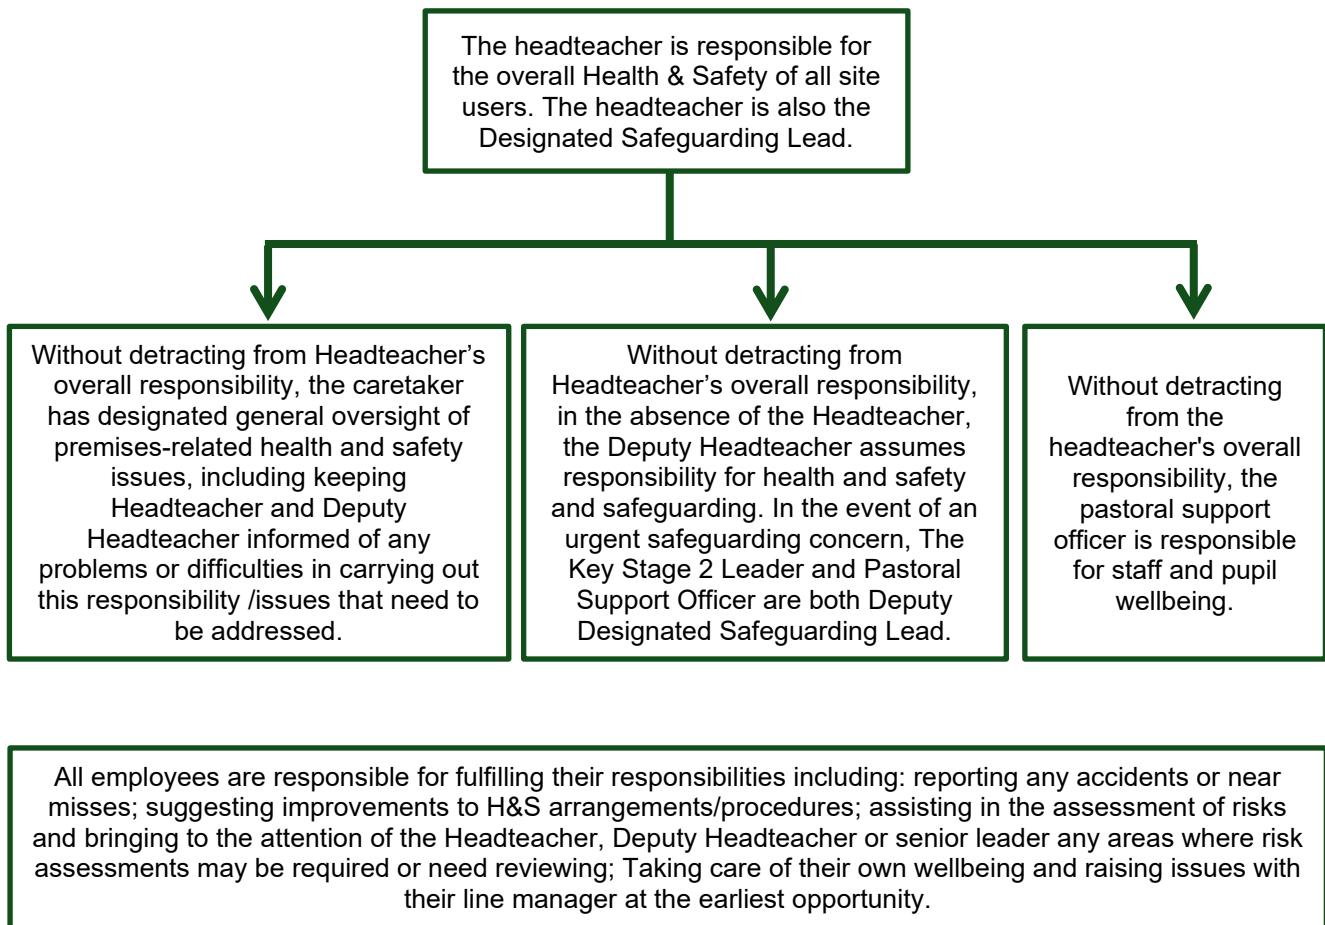 The headteacher is responsible for
the overall Health & Safety of all site
users. The headteacher is also the
Designated Safeguarding Lead.
Without detracting from Headteacher’s
overall responsibility, the caretaker
has designated general oversight of
premises-related health and safety
issues, including keeping
Headteacher and Deputy
Headteacher informed of any
problems or difficulties in carrying out
this responsibility /issues that need to
be addressed.
Without detracting from
Headteacher’s overall responsibility,
in the absence of the Headteacher,
the Deputy Headteacher assumes
responsibility for health and safety
and safeguarding. In the event of an
urgent safeguarding concern, The
Key Stage 2 Leader and Pastoral
Support Officer are both Deputy
Designated Safeguarding Lead.
Without detracting
from the
headteacher's overall
responsibility, the
pastoral support
officer is responsible
for staff and pupil
wellbeing.
All employees are responsible for fulfilling their responsibilities including: reporting any accidents or near
misses; suggesting improvements to H&S arrangements/procedures; assisting in the assessment of risks
and bringing to the attention of the Headteacher, Deputy Headteacher or senior leader any areas where risk
assessments may be required or need reviewing; Taking care of their own wellbeing and raising issues with
their line manager at the earliest opportunity.